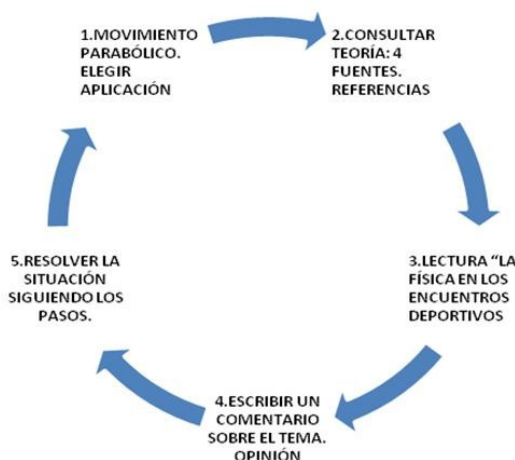 1.MOVIMIENTO
PARABÓLICO.
ELEGIR
APLICACIÓN
2.CONSULTAR
TEORÍA: 4
FUENTES.
REFERENCIAS
3.LECTURA “LA
FÍSICA EN LOS
ENCUENTROS
DEPORTIVOS
4.ESCRIBIR UN
COMENTARIO
SOBRE EL TEMA.
OPINIÓN
5.RESOLVER LA
SITUACIÓN
SIGUIENDO LOS
PASOS.